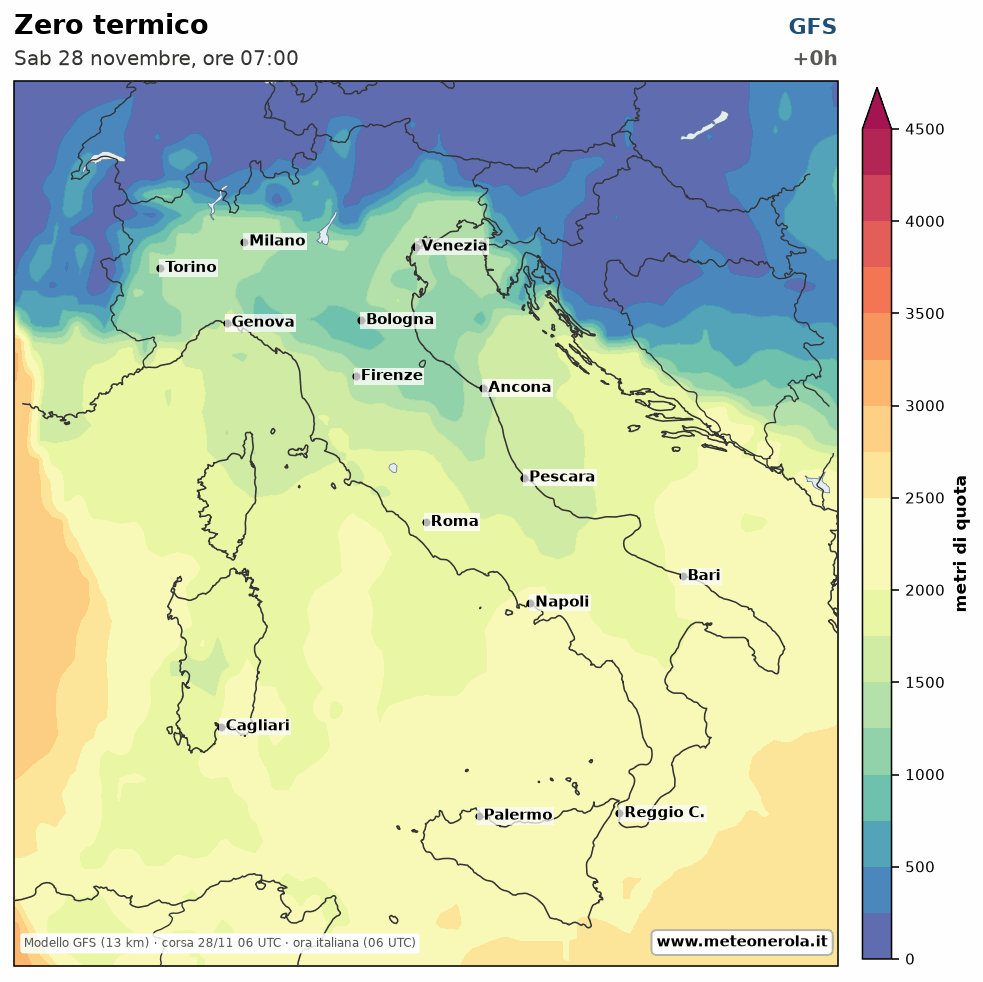 Zero termico
GFS
Sab 28 novembre, ore 07:00
+0h
Milano
Venezia
Torino
Genova
Bologna
Firenze
Ancona
Pescara
Roma
Bari
Napoli
Cagliari
Palermo
Reggio C.
4500
4000
3500
3000
2500
2000
1500
1000
500
0
metri di quota
Modello GFS (13 km) · corsa 28/11 06 UTC · ora italiana (06 UTC)
www.meteonerola.it